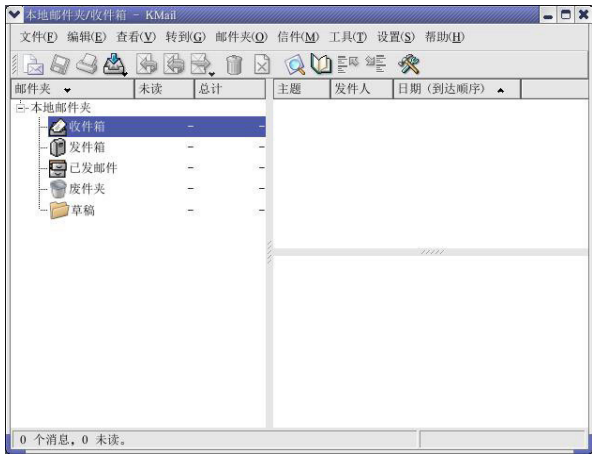 本地邮件夹/收件箱 - KMail
文件(F) 编辑(E) 查看(V) 转到(G) 邮件夹(O) 信件(M) 工具(T) 设置(S) 帮助(H)
邮件夹 未读 总计 主题 发件人 日期 (到达顺序)
本地邮件夹
收件箱 - -
发件箱 - -
已发邮件 - -
废件夹 - -
草稿 - -
0 个消息, 0 未读。